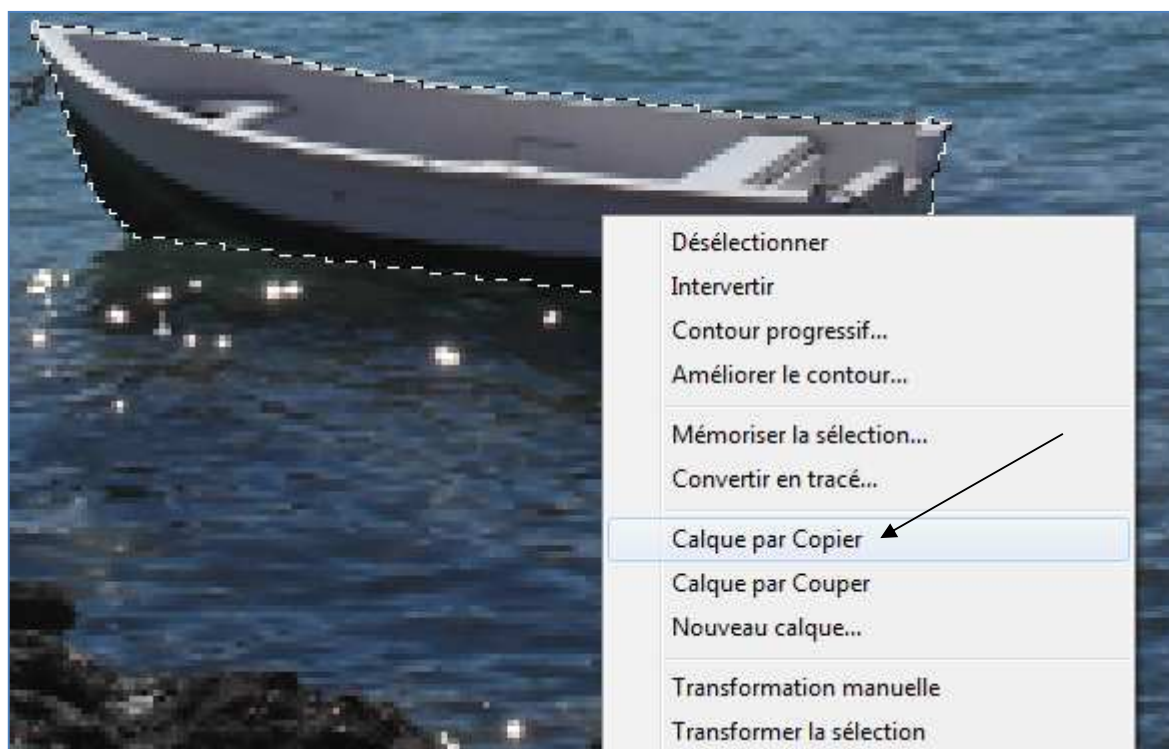 Désélectionner
Intervertir
Contour progressif...
Améliorer le contour...
Mémoriser la sélection...
Convertir en tracé...
Calque par Copier
Calque par Couper
Nouveau calque...
Transformation manuelle
Transformer la sélection